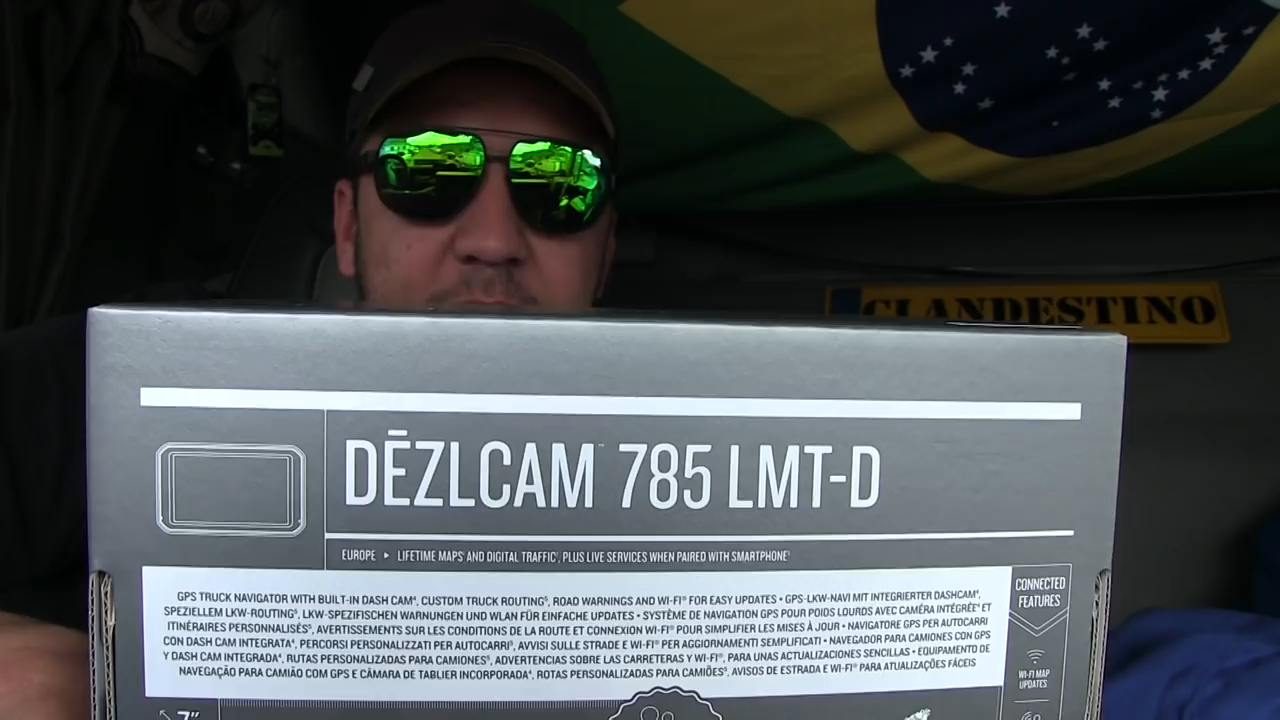 CLANDESTINO
DĒZLCAM™ 785 LMT-D
EUROPE ▸ LIFETIME MAPS¹ AND DIGITAL TRAFFIC², PLUS LIVE SERVICES WHEN PAIRED WITH SMARTPHONE³
GPS TRUCK NAVIGATOR WITH BUILT-IN DASH CAM⁴, CUSTOM TRUCK ROUTING⁵, ROAD WARNINGS AND WI-FI® FOR EASY UPDATES • GPS-LKW-NAVI MIT INTEGRIERTER DASHCAM⁴,
SPEZIELLEM LKW-ROUTING⁵, LKW-SPEZIFISCHEN WARNUNGEN UND WLAN FÜR EINFACHE UPDATES • SYSTÈME DE NAVIGATION GPS POUR POIDS LOURDS AVEC CAMÉRA INTÉGRÉE⁴ ET
ITINÉRAIRES PERSONNALISÉS⁵, AVERTISSEMENTS SUR LES CONDITIONS DE LA ROUTE ET CONNEXION WI-FI® POUR SIMPLIFIER LES MISES À JOUR • NAVIGATORE GPS PER AUTOCARRI
CON DASH CAM INTEGRATA⁴, PERCORSI PERSONALIZZATI PER AUTOCARRI⁵, AVVISI SULLE STRADE E WI-FI® PER AGGIORNAMENTI SEMPLIFICATI • NAVEGADOR PARA CAMIONES CON GPS
Y DASH CAM INTEGRADA⁴, RUTAS PERSONALIZADAS PARA CAMIONES⁵, ADVERTENCIAS SOBRE LAS CARRETERAS Y WI-FI®, PARA UNAS ACTUALIZACIONES SENCILLAS • EQUIPAMENTO DE
NAVEGAÇÃO PARA CAMIÃO COM GPS E CÂMARA DE TABLIER INCORPORADA⁴, ROTAS PERSONALIZADAS PARA CAMIÕES⁵, AVISOS DE ESTRADA E WI-FI® PARA ATUALIZAÇÕES FÁCEIS
CONNECTED
FEATURES
WI-FI MAP
UPDATES
7"